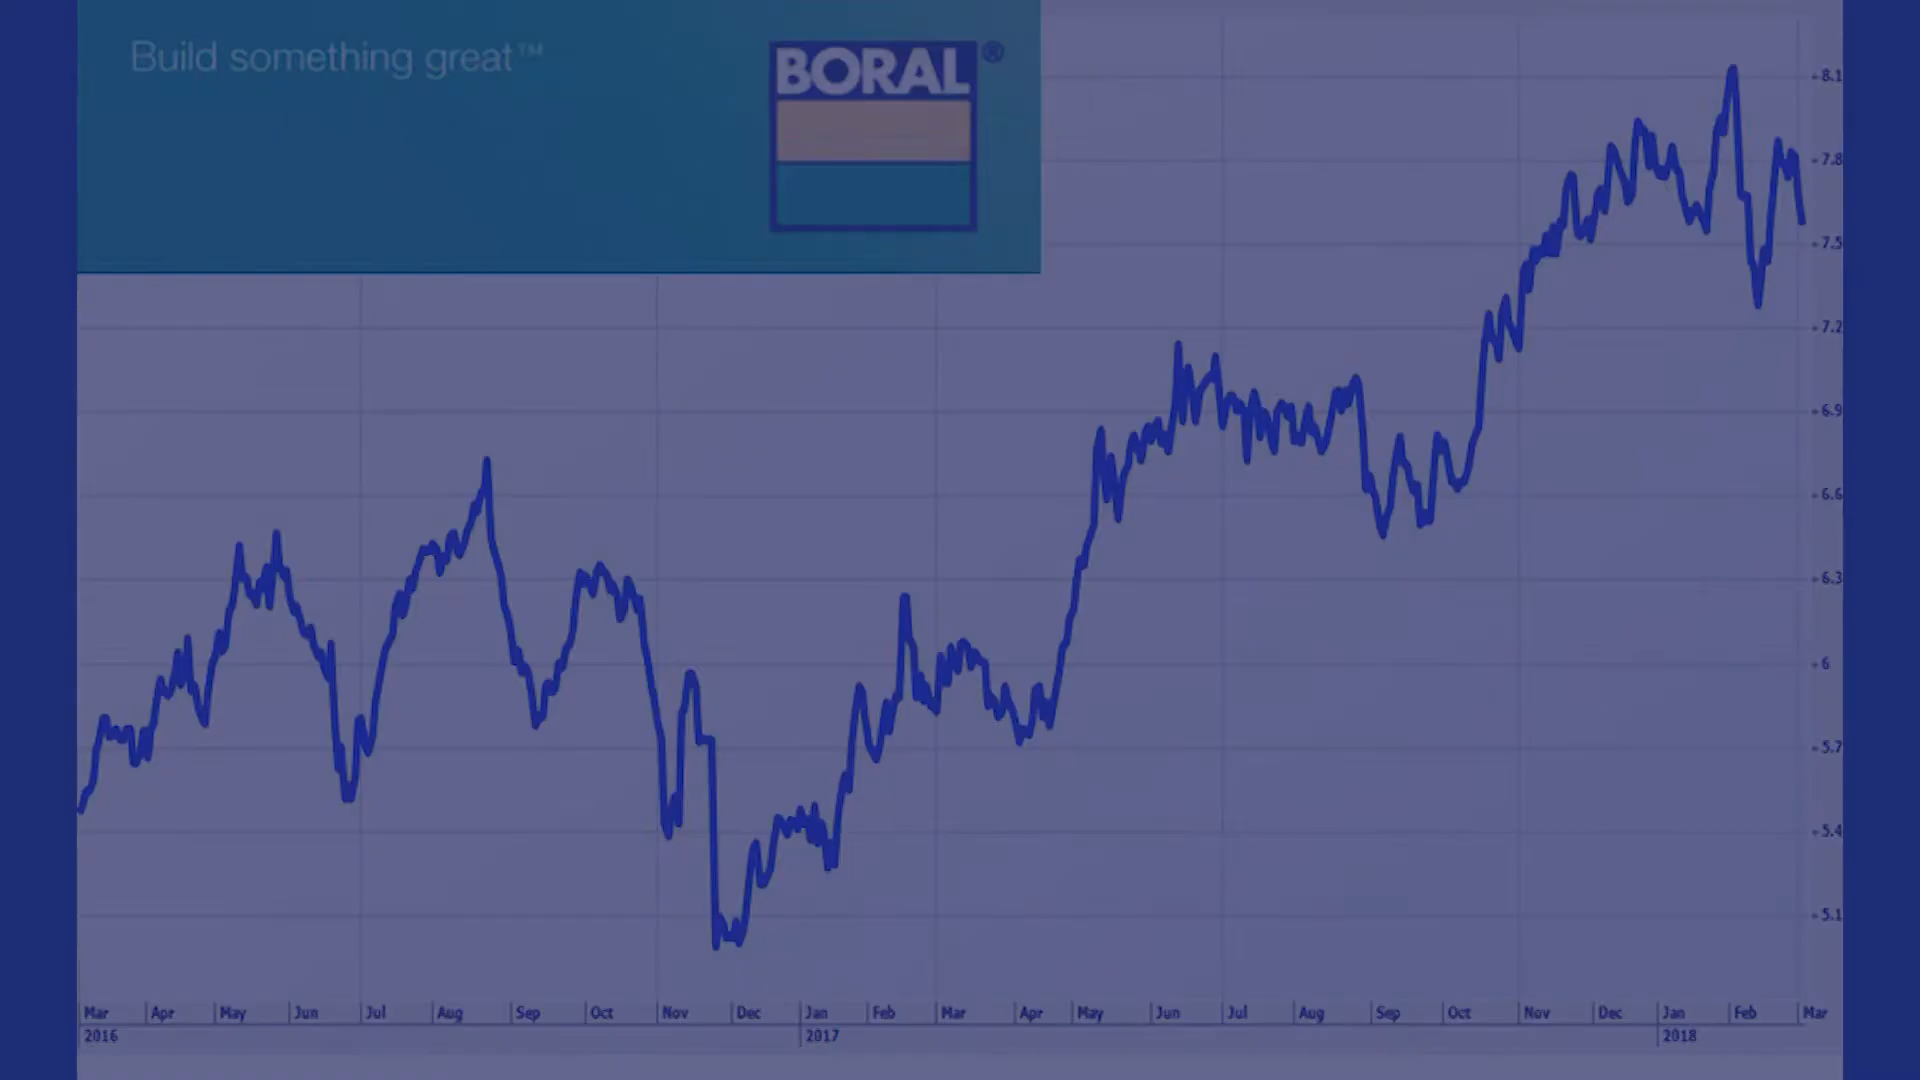 Build something great™
BORAL®
8.1
7.8
7.5
7.2
6.9
6.6
6.3
6
5.7
5.4
5.1
Mar Apr May Jun Jul Aug Sep Oct Nov Dec Jan Feb Mar Apr May Jun Jul Aug Sep Oct Nov Dec Jan Feb Mar
2016 2017 2018